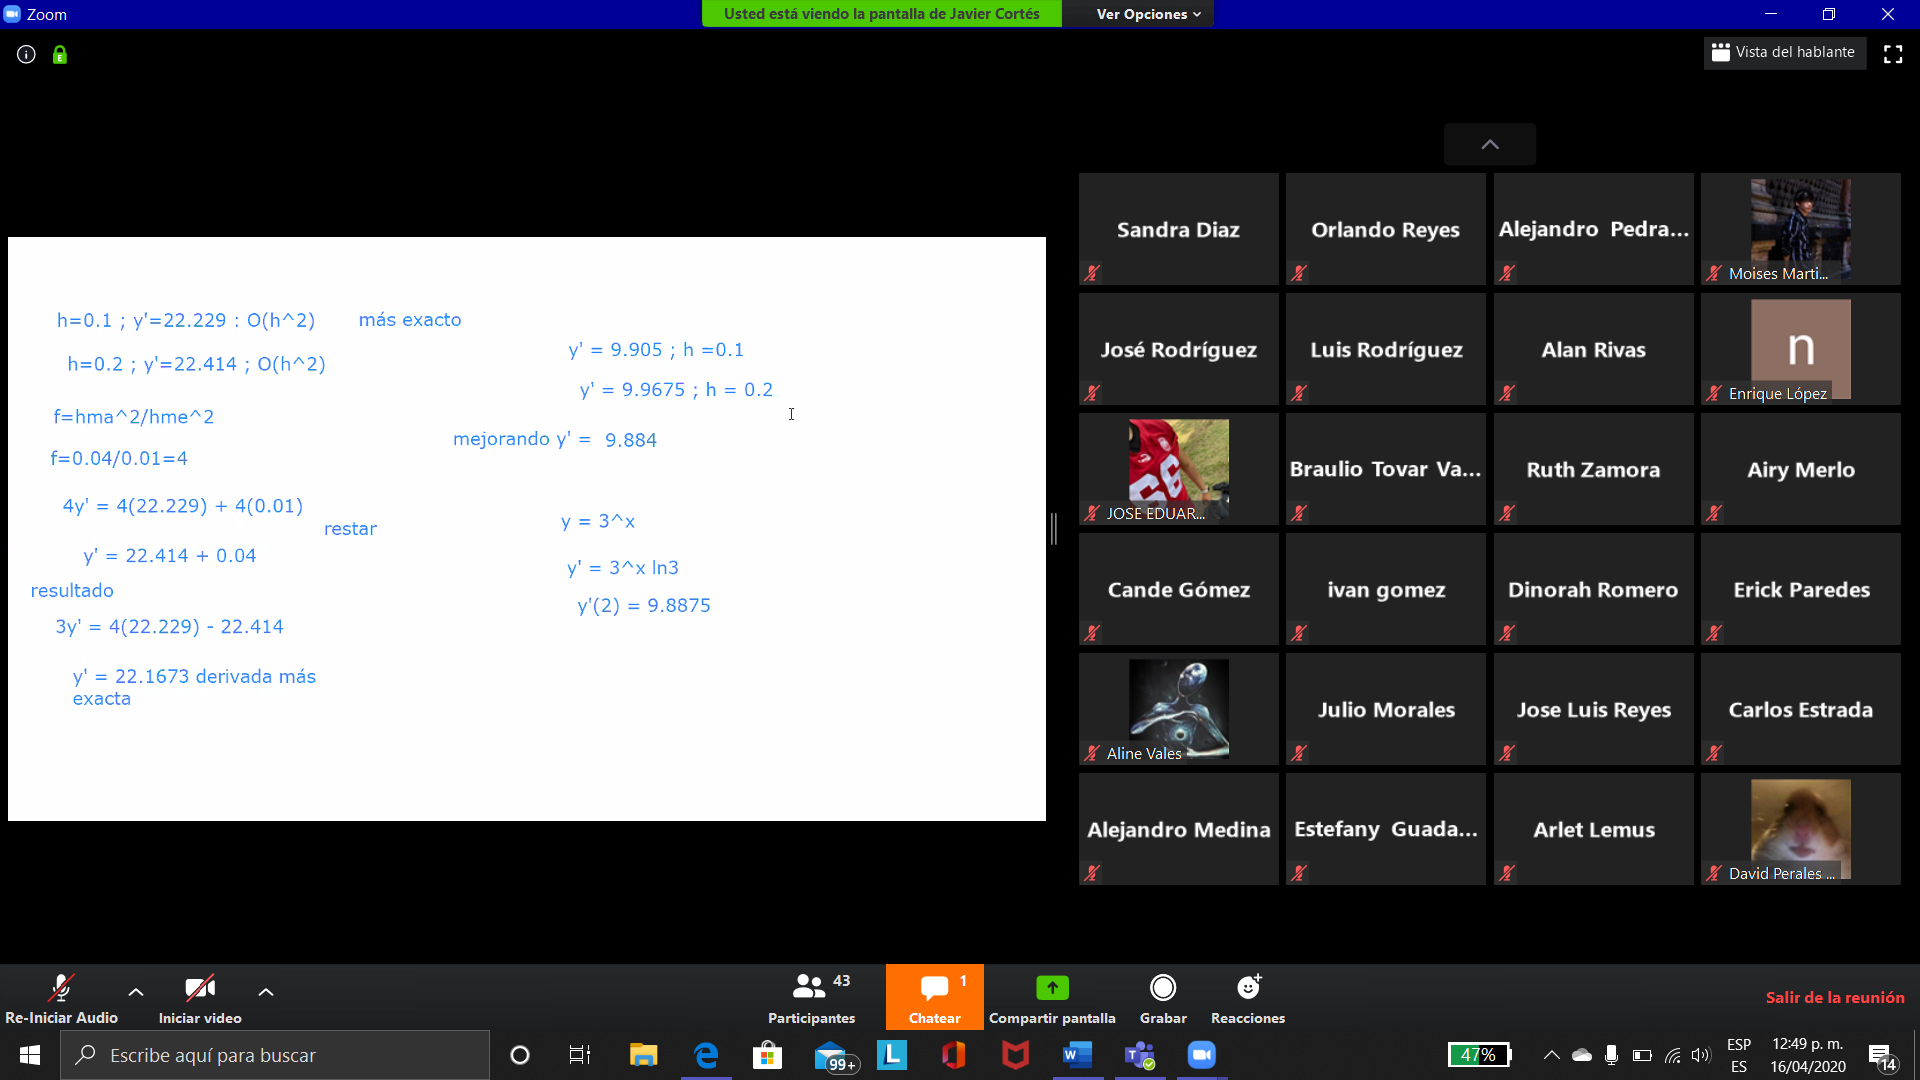 Zoom
Usted está viendo la pantalla de Javier Cortés
Ver Opciones
Vista del hablante
h=0.1 ; y'=22.229 : O(h^2)
más exacto
h=0.2 ; y'=22.414 ; O(h^2)
f=hma^2/hme^2
f=0.04/0.01=4
4y' = 4(22.229) + 4(0.01)
restar
y' = 22.414 + 0.04
resultado
3y' = 4(22.229) - 22.414
y' = 22.1673 derivada más
exacta
y' = 9.905 ; h =0.1
y' = 9.9675 ; h = 0.2
mejorando y' = 9.884
y = 3^x
y' = 3^x ln3
y'(2) = 9.8875
Sandra Diaz
Orlando Reyes
Alejandro Pedra...
Moises Marti...
José Rodríguez
Luis Rodríguez
Alan Rivas
n
Enrique López
66
JOSE EDUAR...
Braulio Tovar Va...
Ruth Zamora
Airy Merlo
Cande Gómez
ivan gomez
Dinorah Romero
Erick Paredes
Aline Vales
Julio Morales
Jose Luis Reyes
Carlos Estrada
Alejandro Medina
Estefany Guada...
Arlet Lemus
David Perales ...
Re-Iniciar Audio
Iniciar video
43
Participantes
1
Chatear
Compartir pantalla
Grabar
Reacciones
Salir de la reunión
Escribe aquí para buscar
99+
L
47%
ESP
ES
12:49 p. m.
16/04/2020
14